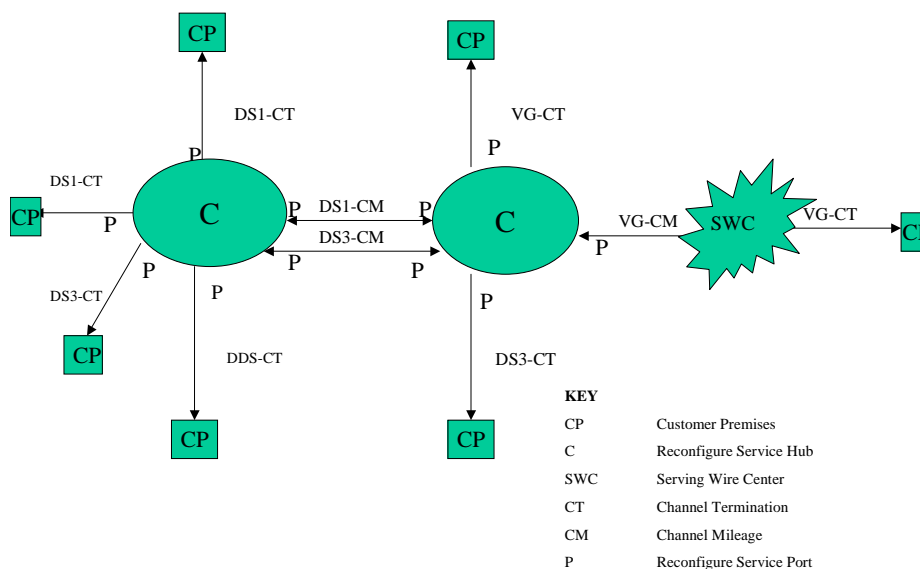 CP
CP
DS1-CT
VG-CT
P
P
DS1-CT
CP
P
C
P
DS1-CM
P
C
VG-CM
SWC
VG-CT
CP
DS3-CM
P
P
P
P
P
P
DS3-CT
CP
DDS-CT
DS3-CT
CP
CP
KEY
CP Customer Premises
C Reconfigure Service Hub
SWC Serving Wire Center
CT Channel Termination
CM Channel Mileage
P Reconfigure Service Port